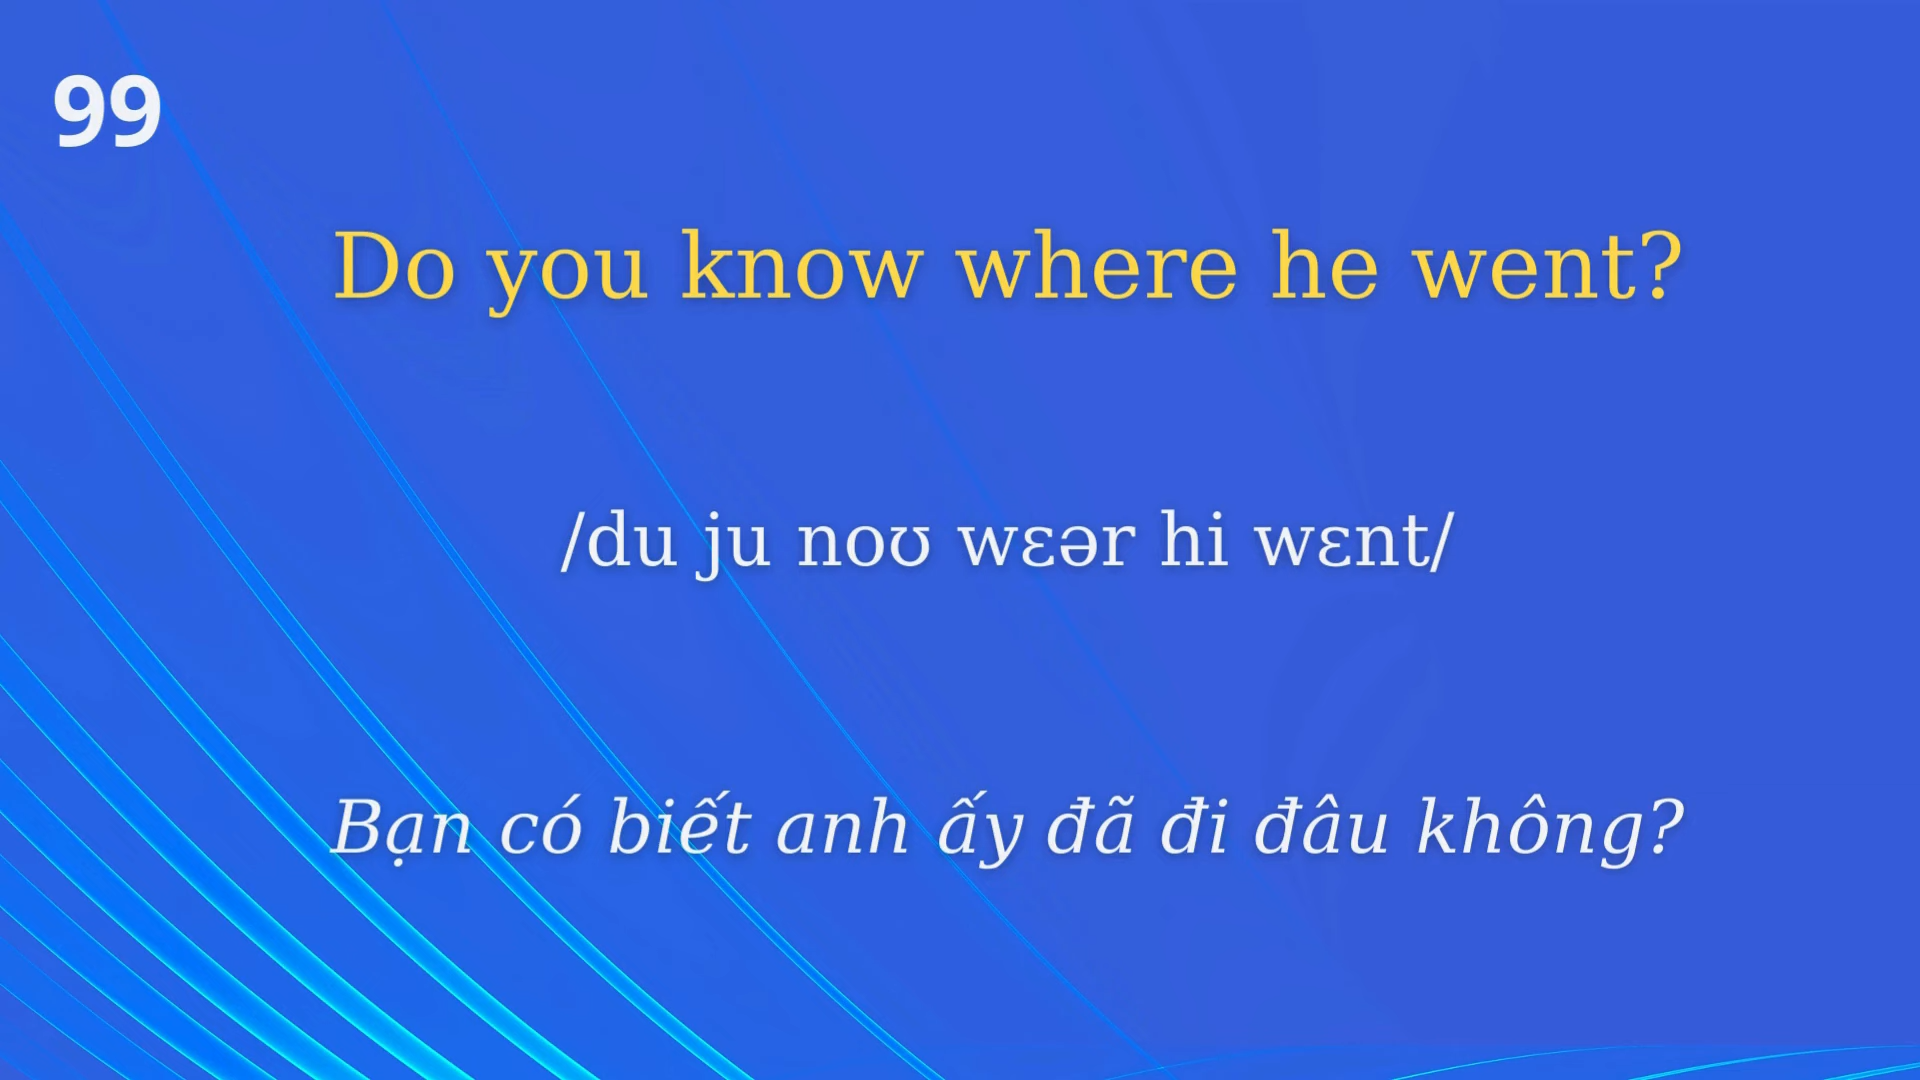 99
Do you know where he went?
/du ju noʊ wɛər hi wɛnt/
Bạn có biết anh ấy đã đi đâu không?